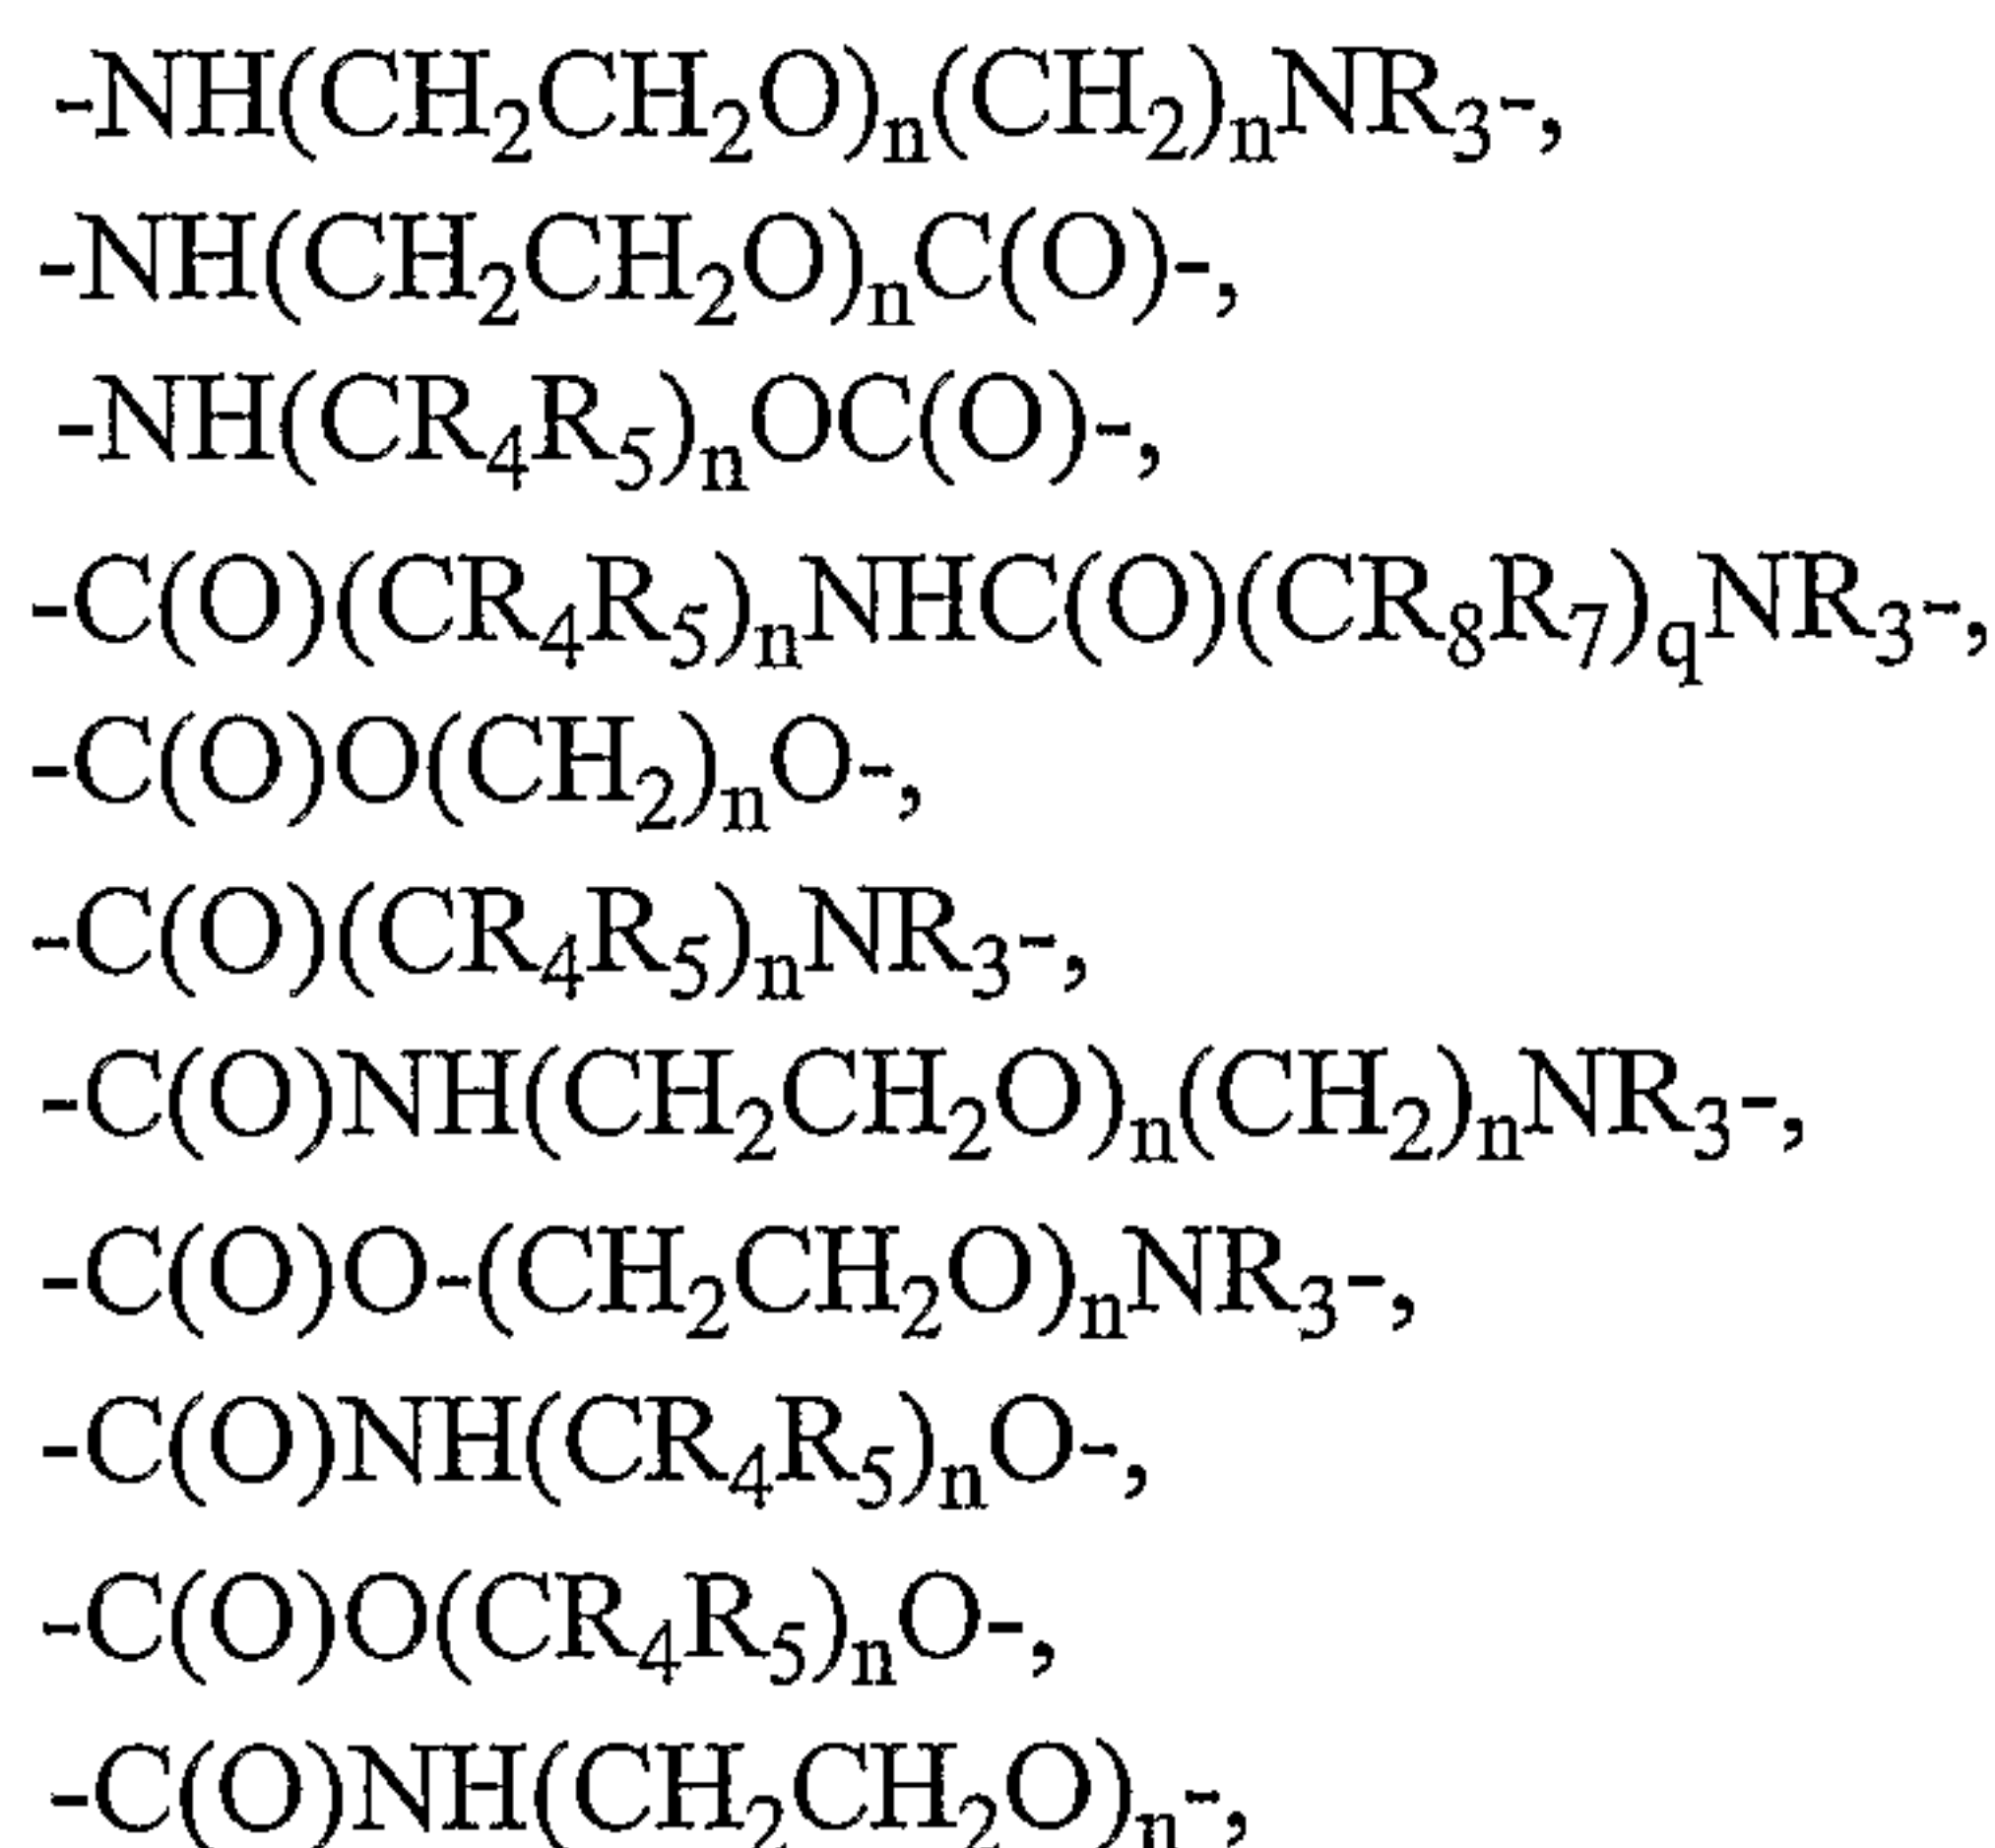 -NH(CH₂CH₂O)ₙ(CH₂)ₙNR₃-,
-NH(CH₂CH₂O)ₙC(O)-,
-NH(CR₄R₅)ₙOC(O)-,
-C(O)(CR₄R₅)ₙNHC(O)(CR₈R₇)qNR₃-,
-C(O)O(CH₂)ₙO-,
-C(O)(CR₄R₅)ₙNR₃-,
-C(O)NH(CH₂CH₂O)ₙ(CH₂)ₙNR₃-,
-C(O)O-(CH₂CH₂O)ₙNR₃-,
-C(O)NH(CR₄R₅)ₙO-,
-C(O)O(CR₄R₅)ₙO-,
-C(O)NH(CH₂CH₂O)ₙ-,